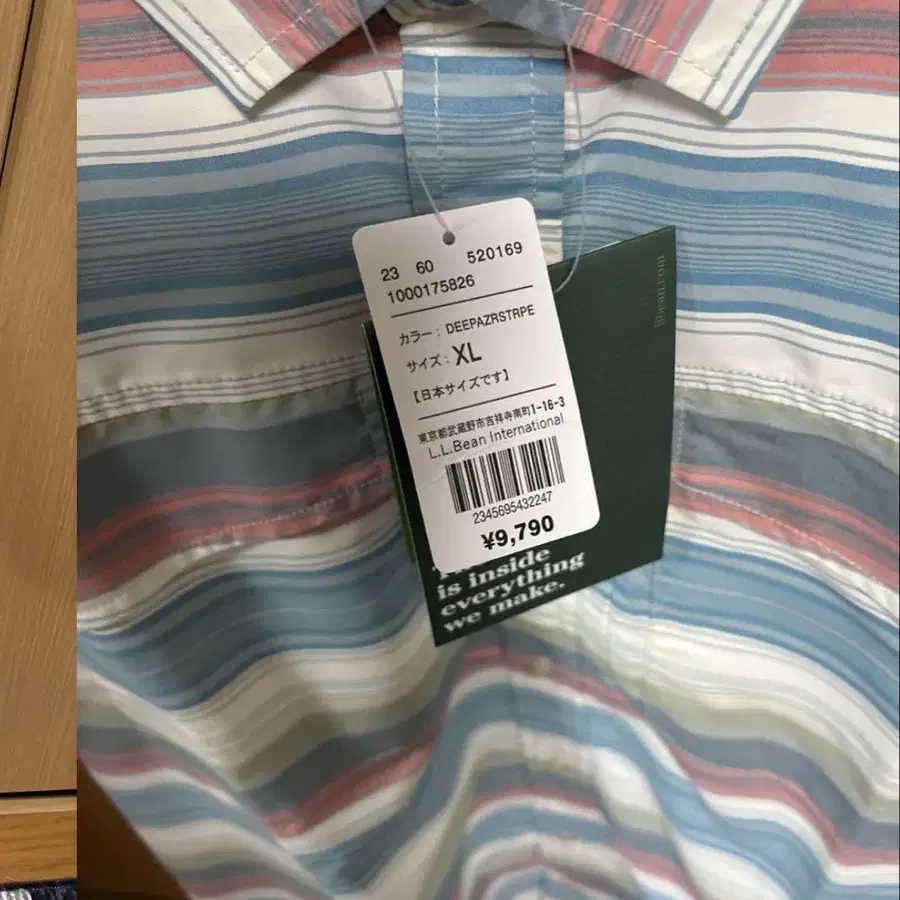 23 60 520169
1000175826
カラー: DEEPAZRSTRPE
サイズ: XL
【日本サイズです】
東京都武蔵野市吉祥寺南町1-16-3
L.L.Bean International
2345695432247
¥9,790
llbean.com
is inside
everything
we make.